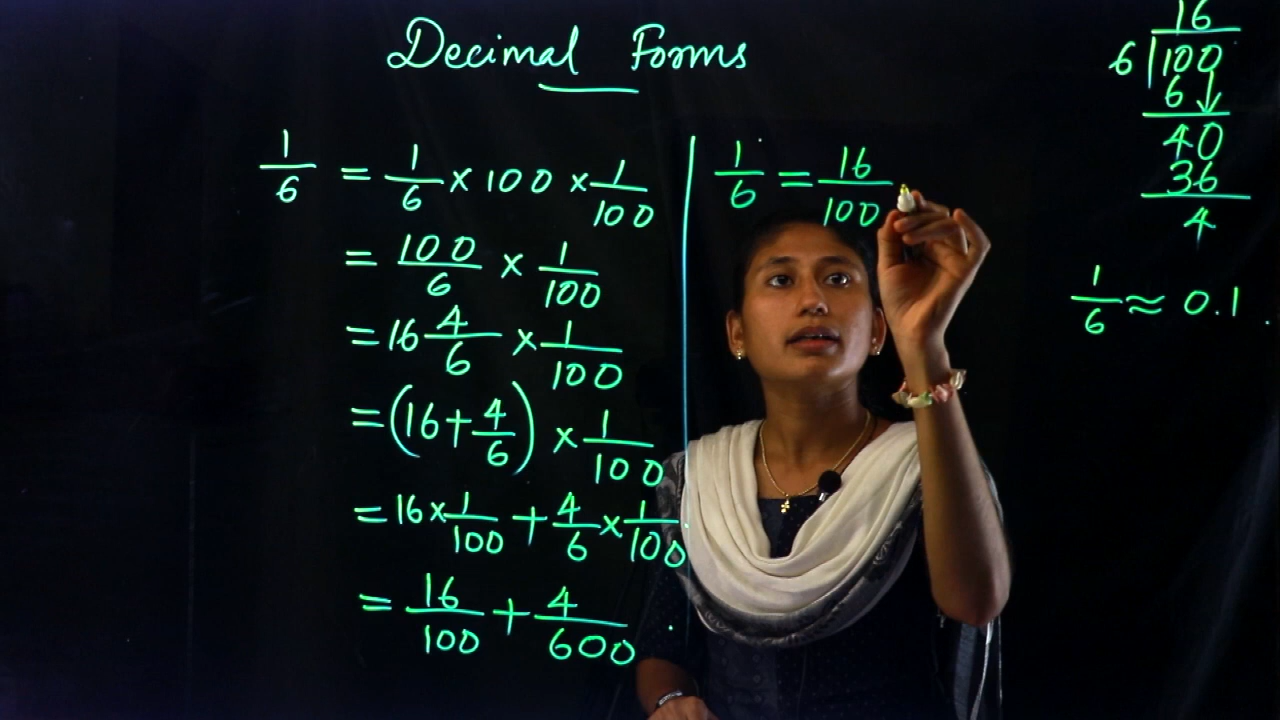 Decimal Forms
1/6 = 1/6 × 100 × 1/100
= 100/6 × 1/100
= 16 4/6 × 1/100
= (16 + 4/6) × 1/100
= 16 × 1/100 + 4/6 × 1/100
= 16/100 + 4/600
1/6 = 16/100
16
6 100
6
40
36
4
1/6 ≈ 0.1